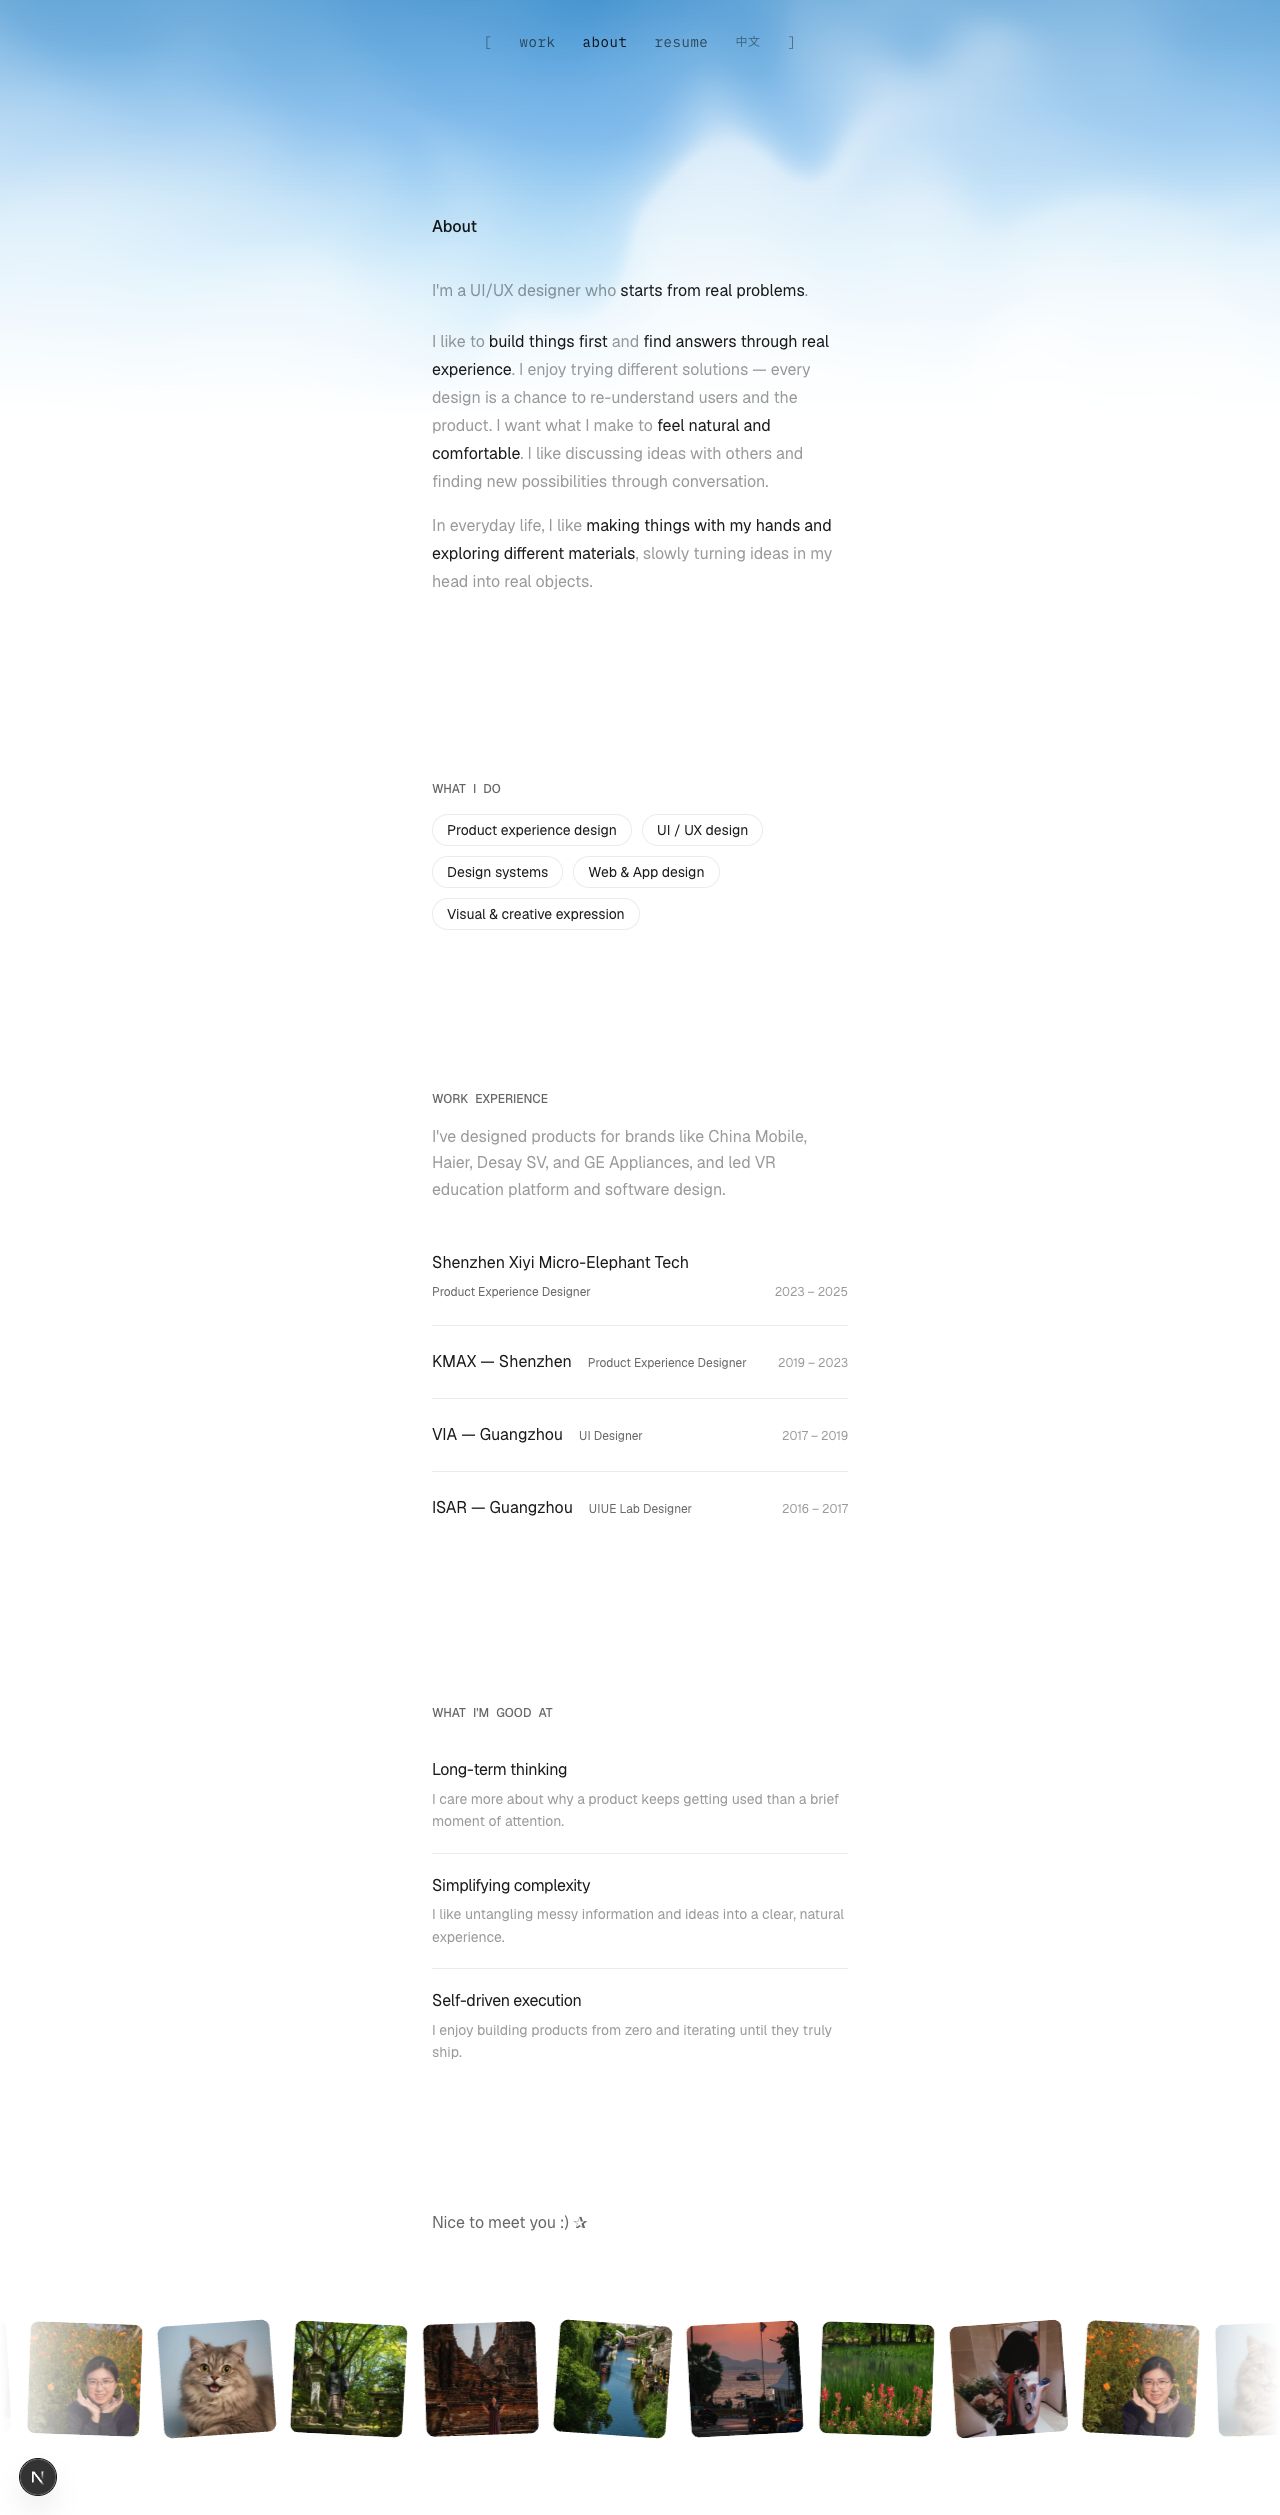 [ work about resume 中文 ]
About
I'm a UI/UX designer who starts from real problems.
I like to build things first and find answers through real
experience. I enjoy trying different solutions — every
design is a chance to re-understand users and the
product. I want what I make to feel natural and
comfortable. I like discussing ideas with others and
finding new possibilities through conversation.
In everyday life, I like making things with my hands and
exploring different materials, slowly turning ideas in my
head into real objects.
WHAT I DO
Product experience design UI / UX design
Design systems Web & App design
Visual & creative expression
WORK EXPERIENCE
I've designed products for brands like China Mobile,
Haier, Desay SV, and GE Appliances, and led VR
education platform and software design.
Shenzhen Xiyi Micro-Elephant Tech
Product Experience Designer 2023 – 2025
KMAX — Shenzhen Product Experience Designer 2019 – 2023
VIA — Guangzhou UI Designer 2017 – 2019
ISAR — Guangzhou UIUE Lab Designer 2016 – 2017
WHAT I'M GOOD AT
Long-term thinking
I care more about why a product keeps getting used than a brief
moment of attention.
Simplifying complexity
I like untangling messy information and ideas into a clear, natural
experience.
Self-driven execution
I enjoy building products from zero and iterating until they truly
ship.
Nice to meet you :) ✰
N